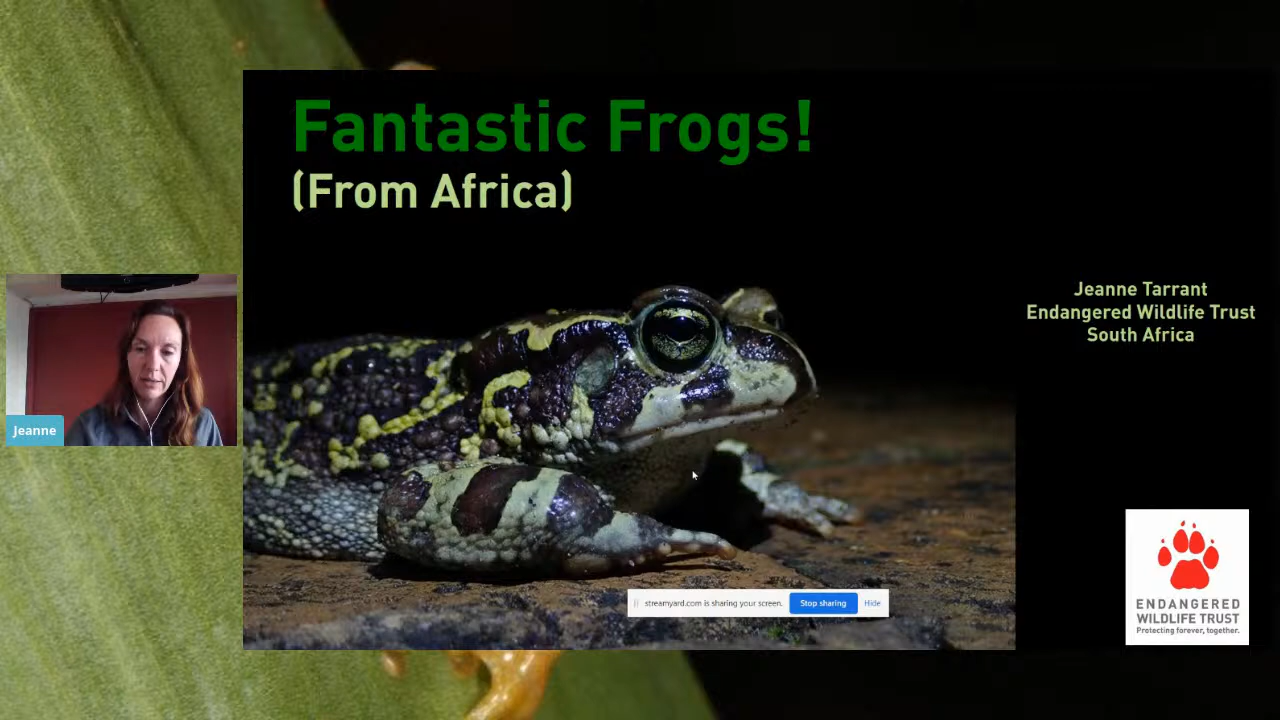 Fantastic Frogs!
(From Africa)
Jeanne Tarrant
Endangered Wildlife Trust
South Africa
Jeanne
streamyard.com is sharing your screen. Stop sharing Hide
ENDANGERED
WILDLIFE TRUST
Protecting forever, together.